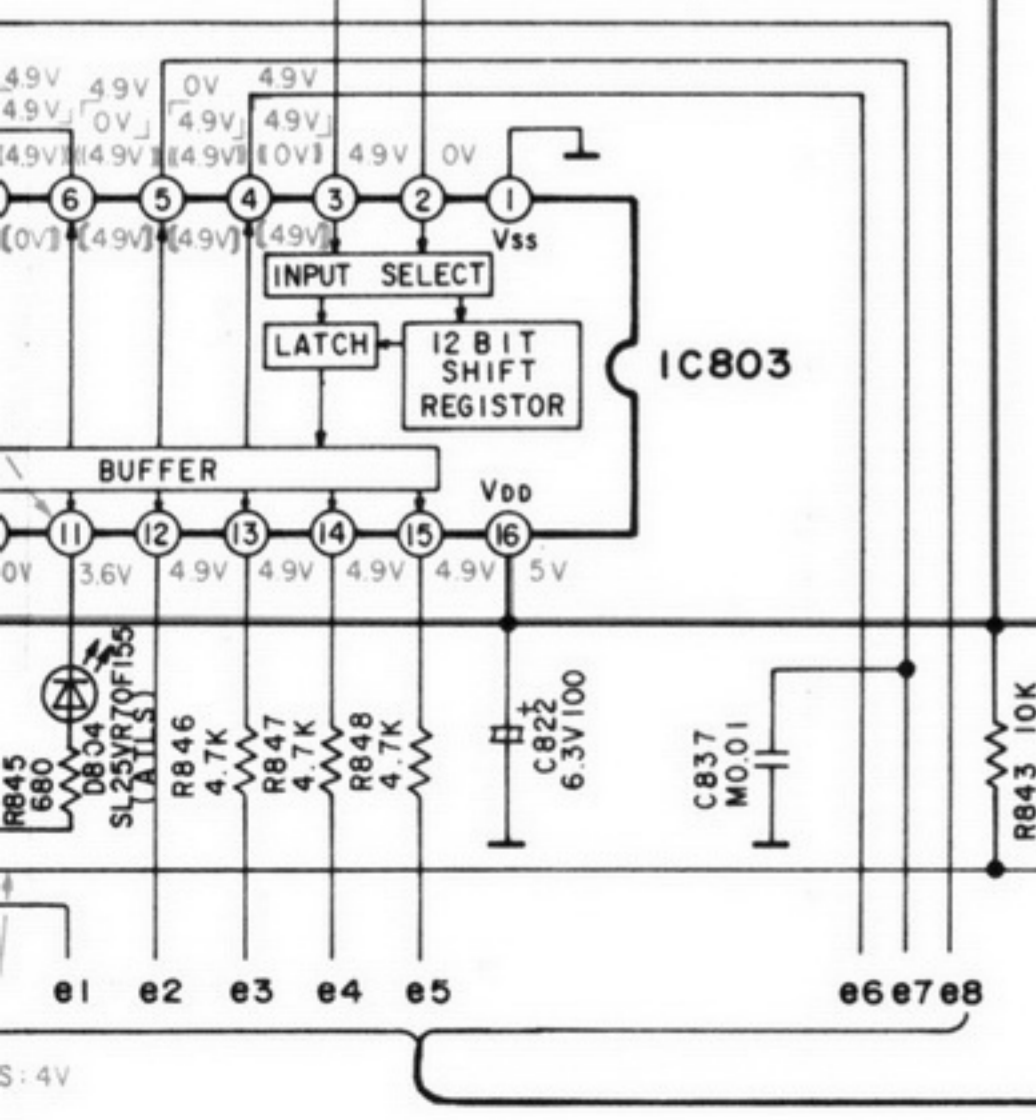 4.9V 4.9V 0V 4.9V
4.9V 0V 4.9V 4.9V
(4.9V) (4.9V) (4.9V) (0V) 4.9V 0V
6 5 4 3 2 1
[0V] [4.9V] [4.9V] [4.9V] Vss
INPUT SELECT
LATCH 12 BIT
SHIFT
REGISTOR
IC803
BUFFER
VDD
11 12 13 14 15 16
0V 3.6V 4.9V 4.9V 4.9V 4.9V 5V
R845
680
D804
SL25VR70F155
(ATLS)
R846
4.7K
R847
4.7K
R848
4.7K
+
C822
6.3V100
C837
M0.01
R843 10K
e1 e2 e3 e4 e5 e6 e7 e8
S: 4V